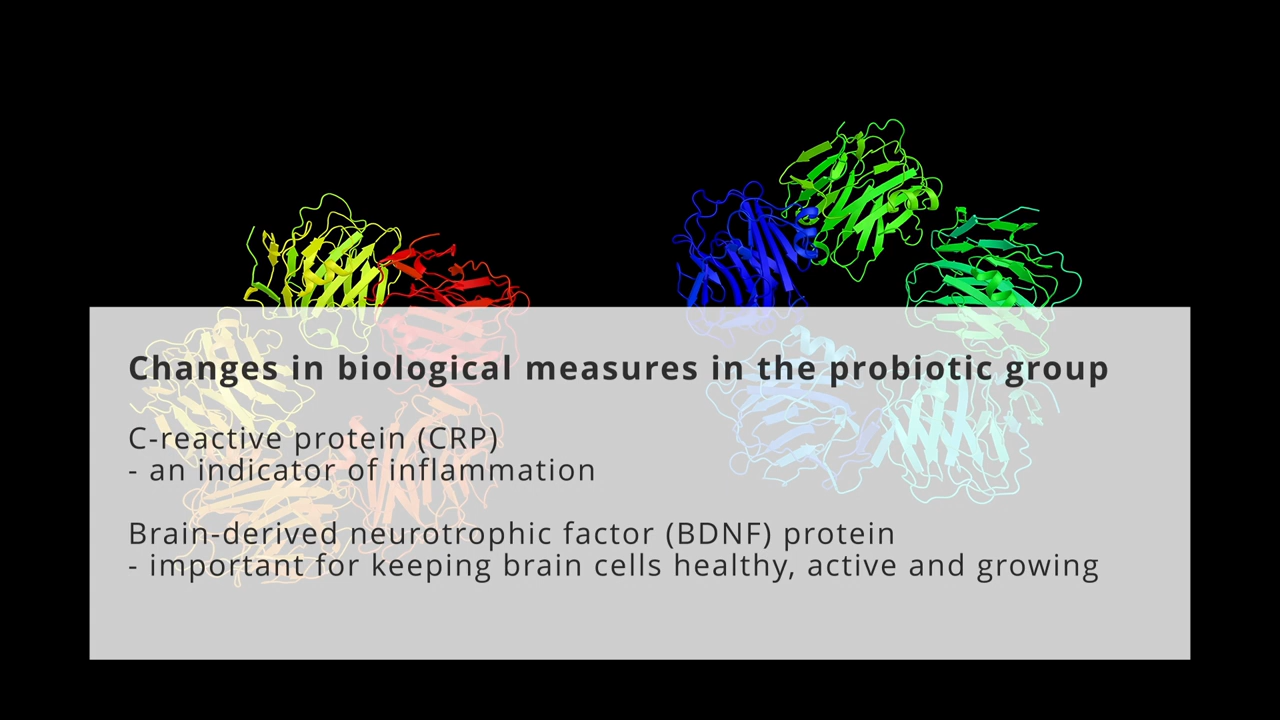 Changes in biological measures in the probiotic group
C-reactive protein (CRP)
- an indicator of inflammation
Brain-derived neurotrophic factor (BDNF) protein
- important for keeping brain cells healthy, active and growing